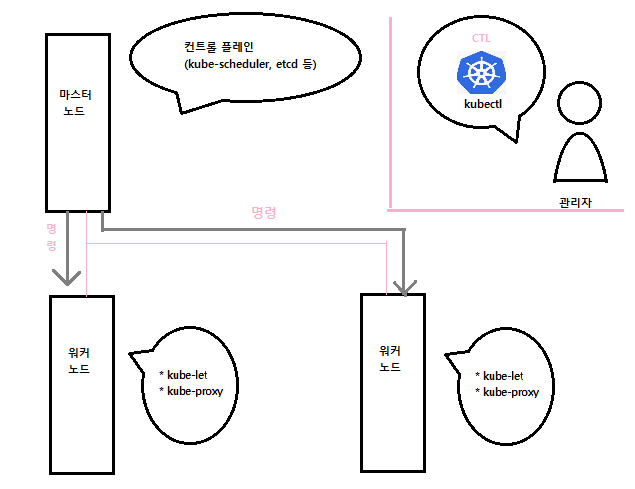 컨트롤 플레인
(kube-scheduler, etcd 등)
CTL
kubectl
마스터
노드
관리자
명령
명
령
워커
노드
* kube-let
* kube-proxy
워커
노드
* kube-let
* kube-proxy